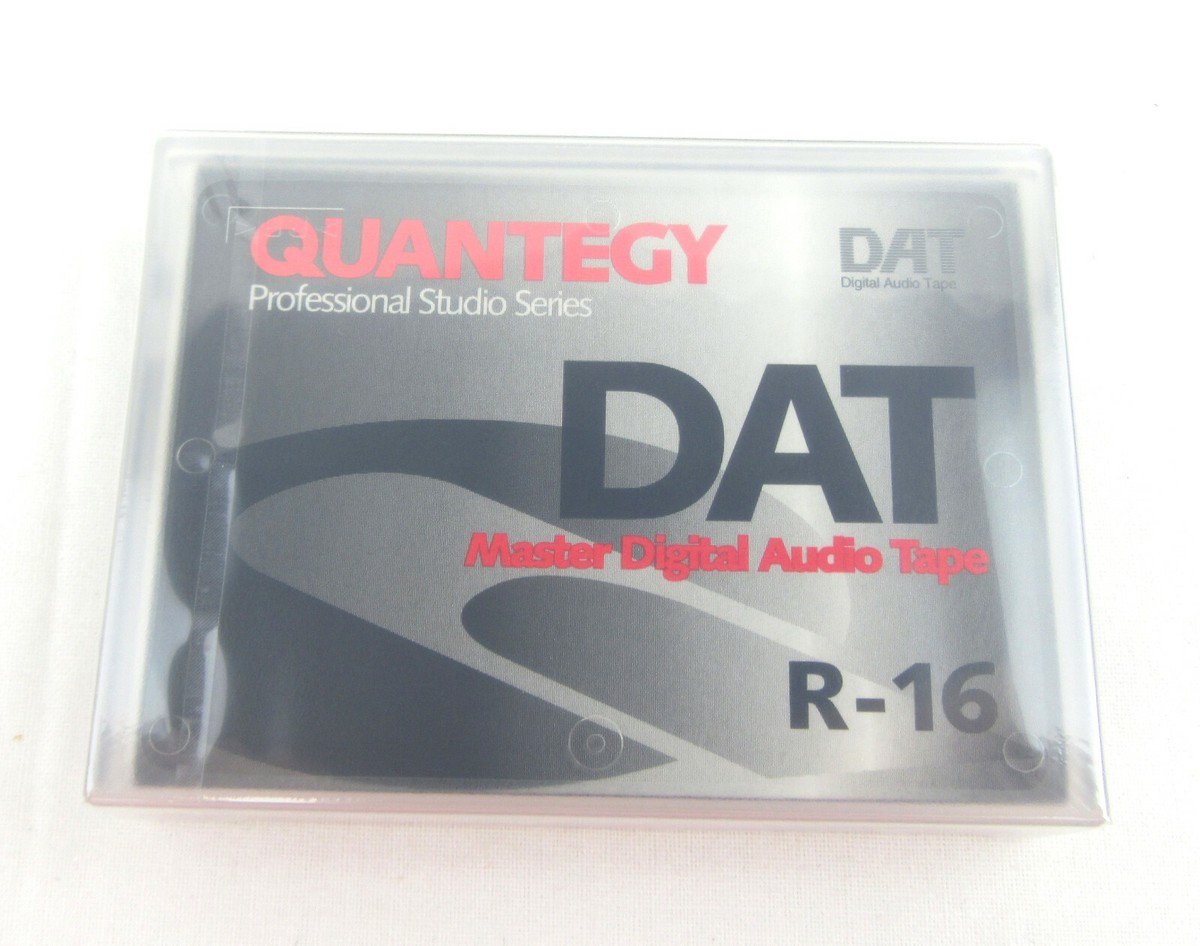 QUANTEGY
Professional Studio Series
DAT
Digital Audio Tape
DAT
Master Digital Audio Tape
R-16